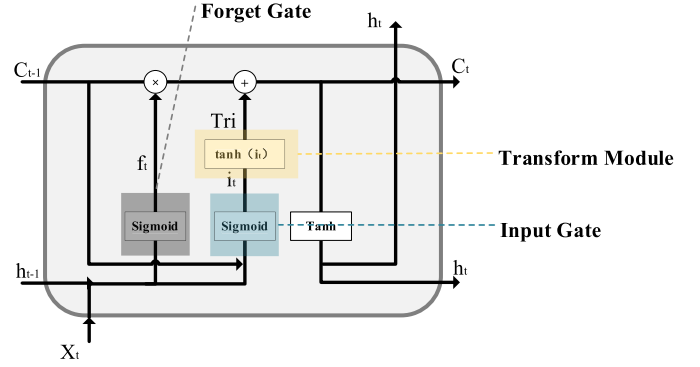 Forget Gate
hₜ
Cₜ₋₁
×
+
Cₜ
Tri
tanh（iₜ）
fₜ
iₜ
Transform Module
Sigmoid
Sigmoid
Tanh
Input Gate
hₜ₋₁
hₜ
Xₜ